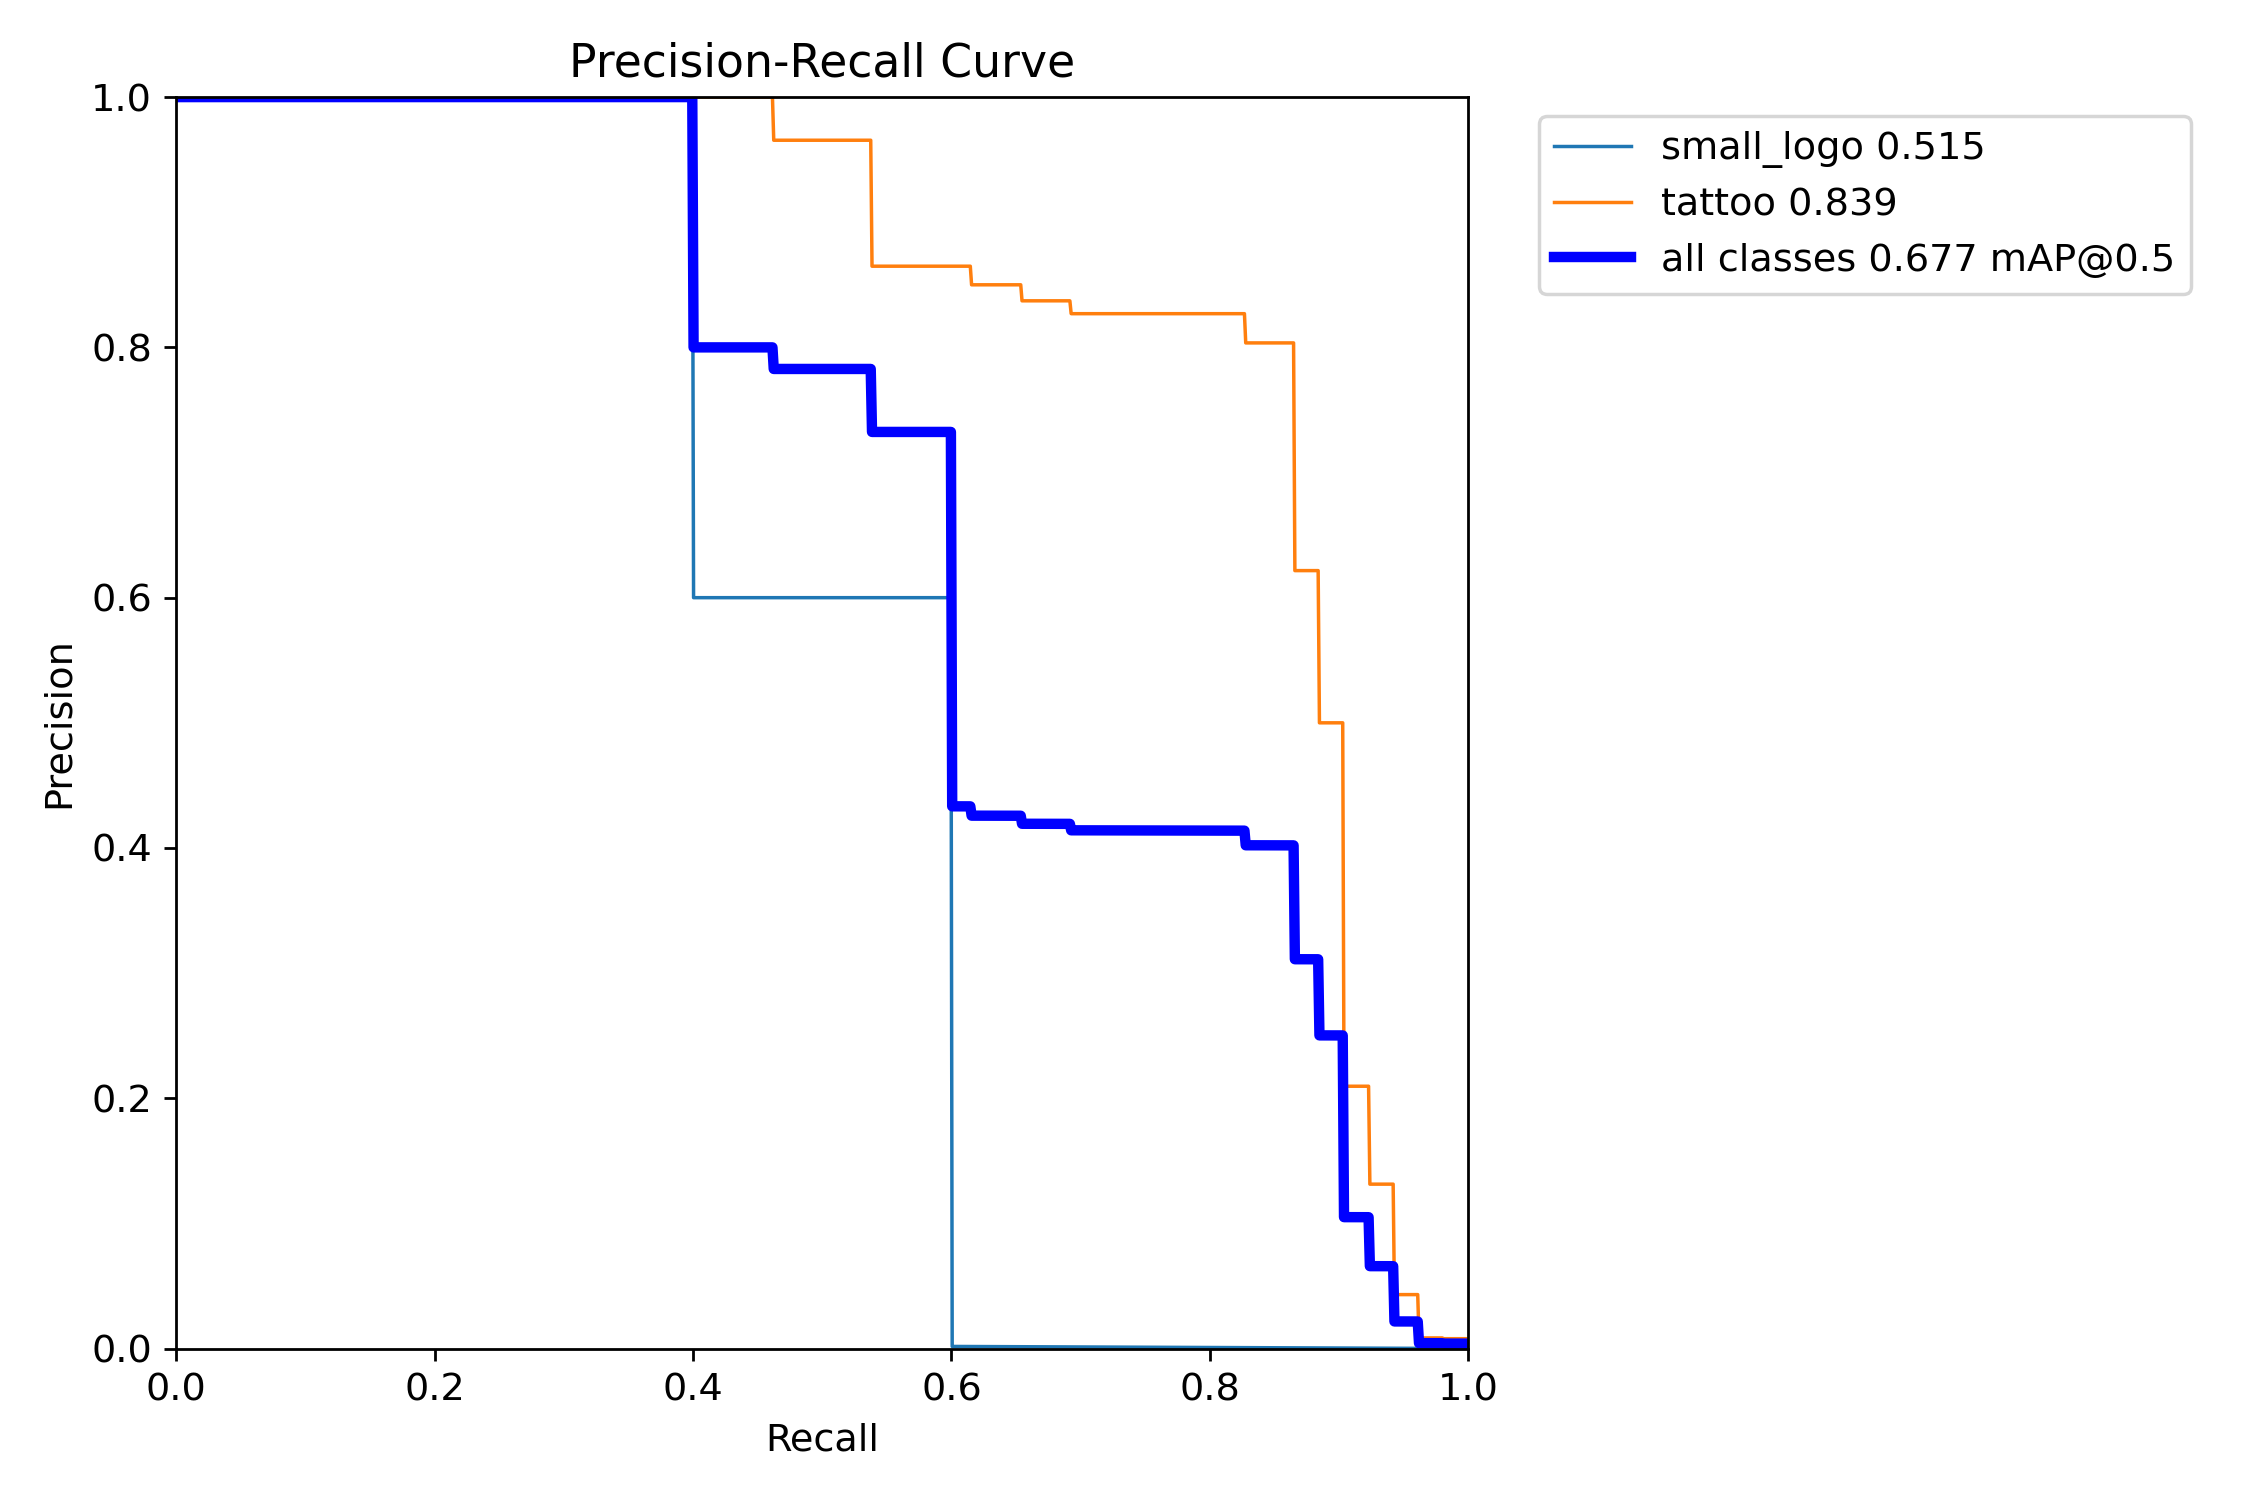 Precision-Recall Curve
small_logo 0.515
tattoo 0.839
all classes 0.677 mAP@0.5
Precision
1.0
0.8
0.6
0.4
0.2
0.0
0.0 0.2 0.4 0.6 0.8 1.0
Recall